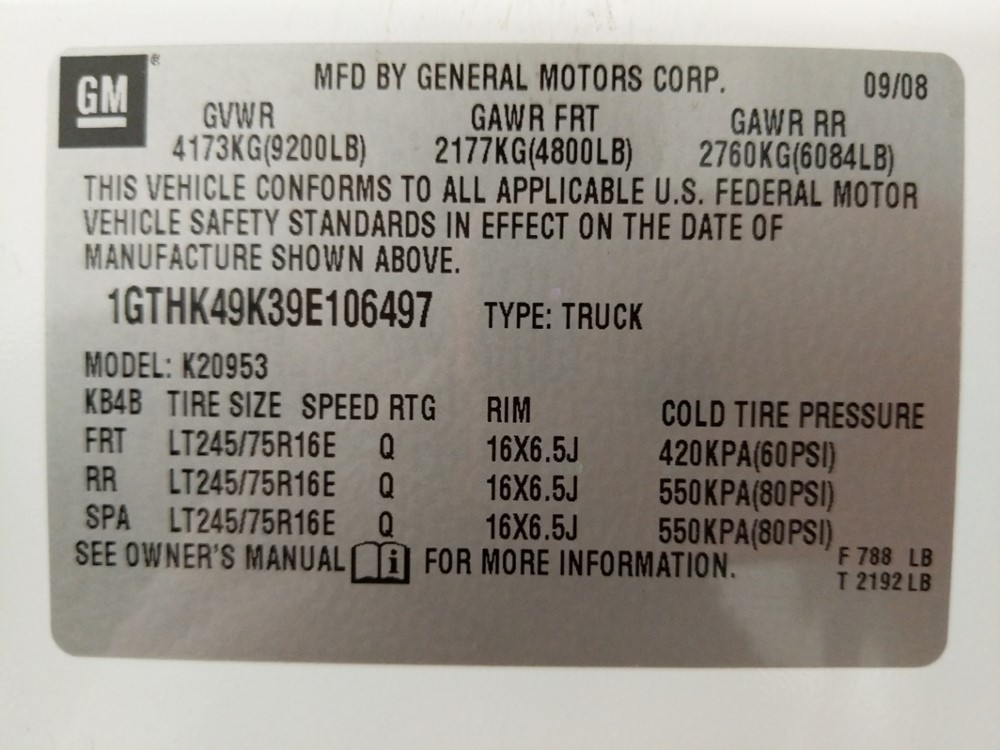 GM®
MFD BY GENERAL MOTORS CORP. 09/08
GVWR GAWR FRT GAWR RR
4173KG(9200LB) 2177KG(4800LB) 2760KG(6084LB)
THIS VEHICLE CONFORMS TO ALL APPLICABLE U.S. FEDERAL MOTOR
VEHICLE SAFETY STANDARDS IN EFFECT ON THE DATE OF
MANUFACTURE SHOWN ABOVE.
1GTHK49K39E106497 TYPE: TRUCK
MODEL: K20953
KB4B TIRE SIZE SPEED RTG RIM COLD TIRE PRESSURE
FRT LT245/75R16E Q 16X6.5J 420KPA(60PSI)
RR LT245/75R16E Q 16X6.5J 550KPA(80PSI)
SPA LT245/75R16E Q 16X6.5J 550KPA(80PSI)
SEE OWNER'S MANUAL i FOR MORE INFORMATION. F 788 LB
T 2192 LB